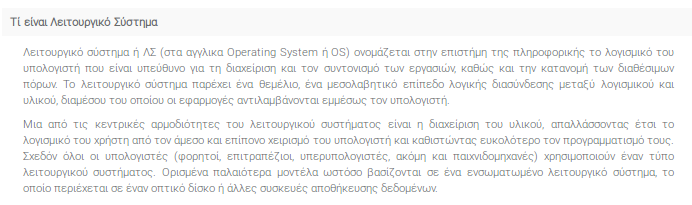 Τί είναι Λειτουργικό Σύστημα
Λειτουργικό σύστημα ή ΛΣ (στα αγγλικα Operating System ή OS) ονομάζεται στην επιστήμη της πληροφορικής το λογισμικό του
υπολογιστή που είναι υπεύθυνο για τη διαχείριση και τον συντονισμό των εργασιών, καθώς και την κατανομή των διαθέσιμων
πόρων. Το λειτουργικό σύστημα παρέχει ένα θεμέλιο, ένα μεσολαβητικό επίπεδο λογικής διασύνδεσης μεταξύ λογισμικού και
υλικού, διαμέσου του οποίου οι εφαρμογές αντιλαμβάνονται εμμέσως τον υπολογιστή.
Μια από τις κεντρικές αρμοδιότητες του λειτουργικού συστήματος είναι η διαχείριση του υλικού, απαλλάσσοντας έτσι το
λογισμικό του χρήστη από τον άμεσο και επίπονο χειρισμό του υπολογιστή και καθιστώντας ευκολότερο τον προγραμματισμό τους.
Σχεδόν όλοι οι υπολογιστές (φορητοί, επιτραπέζιοι, υπερυπολογιστές, ακόμη και παιχνιδομηχανές) χρησιμοποιούν έναν τύπο
λειτουργικού συστήματος. Ορισμένα παλαιότερα μοντέλα ωστόσο βασίζονται σε ένα ενσωματωμένο λειτουργικό σύστημα, το
οποίο περιέχεται σε έναν οπτικό δίσκο ή άλλες συσκευές αποθήκευσης δεδομένων.